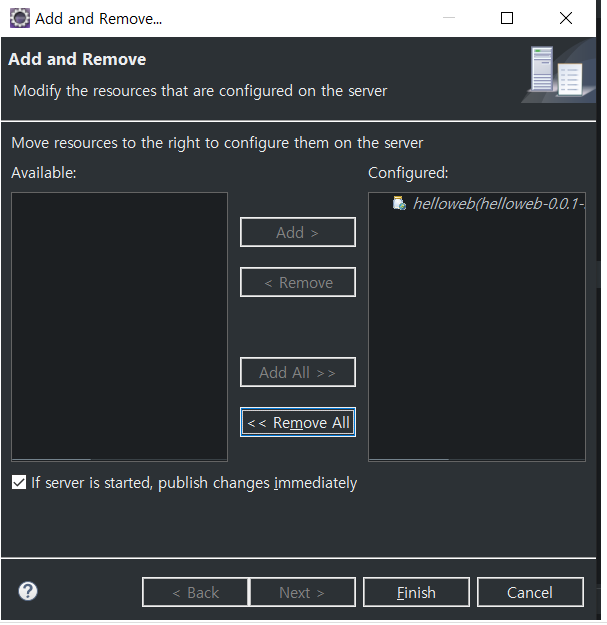 Add and Remove...
Add and Remove
Modify the resources that are configured on the server
Move resources to the right to configure them on the server
Available:
Configured:
helloweb(helloweb-0.0.1-
Add >
< Remove
Add All >>
<< Remove All
If server is started, publish changes immediately
?
< Back
Next >
Finish
Cancel